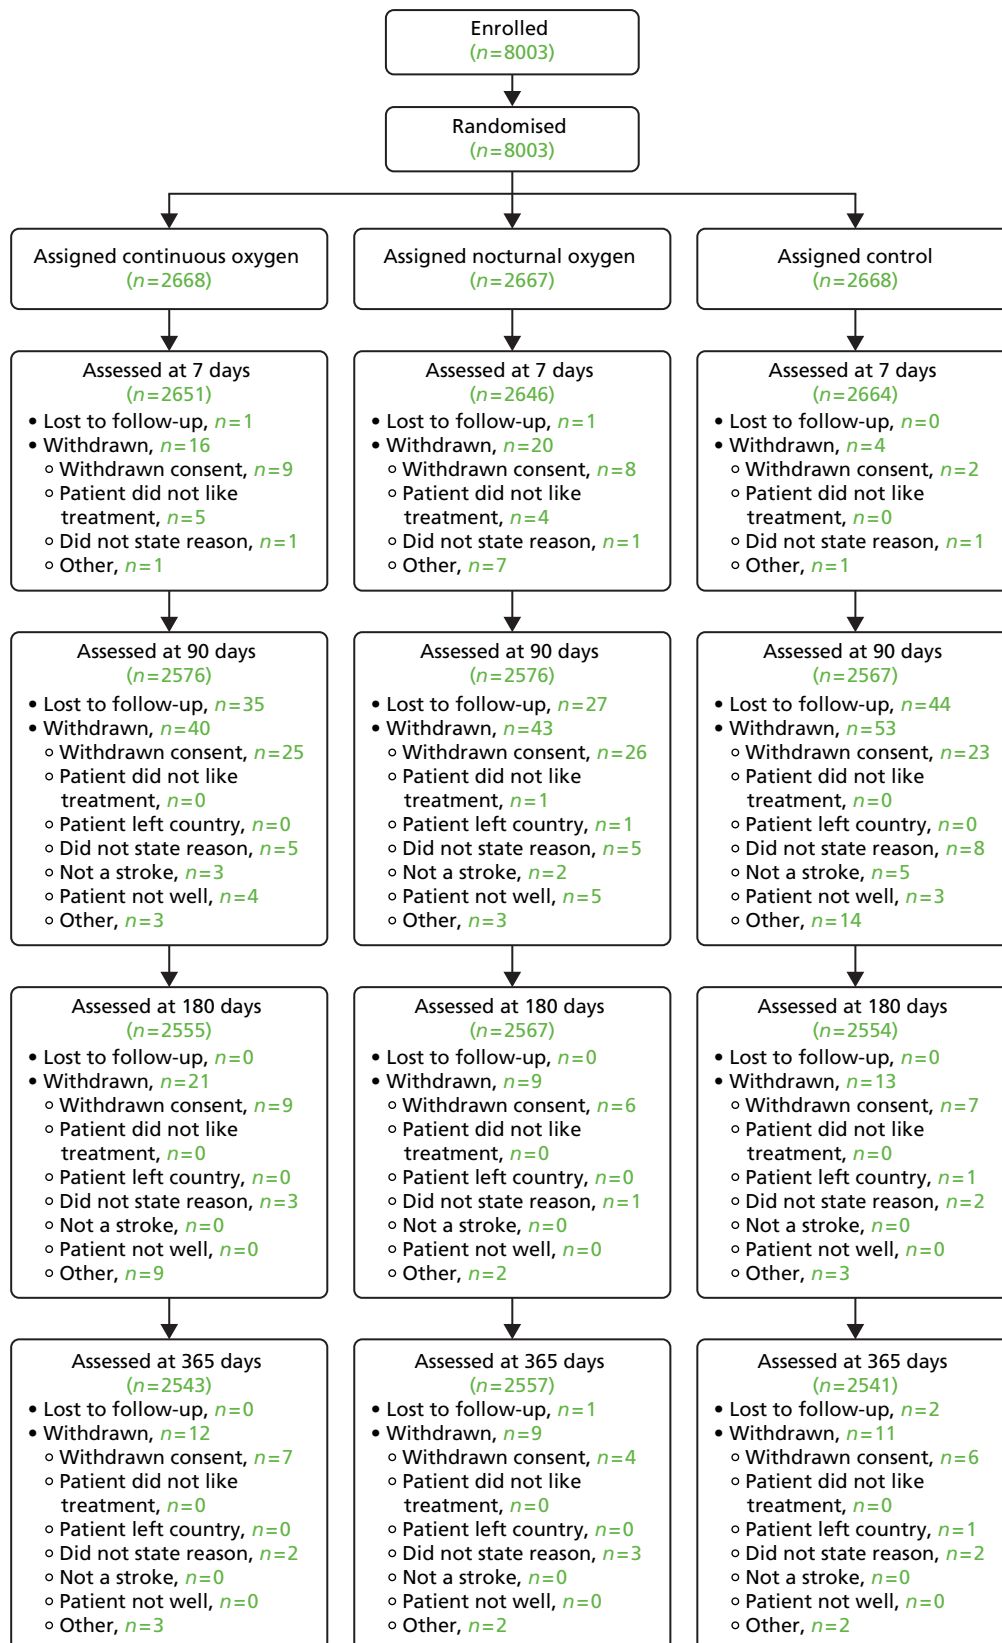 Enrolled
(n=8003)
Randomised
(n=8003)
Assigned continuous oxygen
(n=2668)
Assigned nocturnal oxygen
(n=2667)
Assigned control
(n=2668)
Assessed at 7 days
(n=2651)
• Lost to follow-up, n=1
• Withdrawn, n=16
○ Withdrawn consent, n=9
○ Patient did not like
treatment, n=5
○ Did not state reason, n=1
○ Other, n=1
Assessed at 7 days
(n=2646)
• Lost to follow-up, n=1
• Withdrawn, n=20
○ Withdrawn consent, n=8
○ Patient did not like
treatment, n=4
○ Did not state reason, n=1
○ Other, n=7
Assessed at 7 days
(n=2664)
• Lost to follow-up, n=0
• Withdrawn, n=4
○ Withdrawn consent, n=2
○ Patient did not like
treatment, n=0
○ Did not state reason, n=1
○ Other, n=1
Assessed at 90 days
(n=2576)
• Lost to follow-up, n=35
• Withdrawn, n=40
○ Withdrawn consent, n=25
○ Patient did not like
treatment, n=0
○ Patient left country, n=0
○ Did not state reason, n=5
○ Not a stroke, n=3
○ Patient not well, n=4
○ Other, n=3
Assessed at 90 days
(n=2576)
• Lost to follow-up, n=27
• Withdrawn, n=43
○ Withdrawn consent, n=26
○ Patient did not like
treatment, n=1
○ Patient left country, n=1
○ Did not state reason, n=5
○ Not a stroke, n=2
○ Patient not well, n=5
○ Other, n=3
Assessed at 90 days
(n=2567)
• Lost to follow-up, n=44
• Withdrawn, n=53
○ Withdrawn consent, n=23
○ Patient did not like
treatment, n=0
○ Patient left country, n=0
○ Did not state reason, n=8
○ Not a stroke, n=5
○ Patient not well, n=3
○ Other, n=14
Assessed at 180 days
(n=2555)
• Lost to follow-up, n=0
• Withdrawn, n=21
○ Withdrawn consent, n=9
○ Patient did not like
treatment, n=0
○ Patient left country, n=0
○ Did not state reason, n=3
○ Not a stroke, n=0
○ Patient not well, n=0
○ Other, n=9
Assessed at 180 days
(n=2567)
• Lost to follow-up, n=0
• Withdrawn, n=9
○ Withdrawn consent, n=6
○ Patient did not like
treatment, n=0
○ Patient left country, n=0
○ Did not state reason, n=1
○ Not a stroke, n=0
○ Patient not well, n=0
○ Other, n=2
Assessed at 180 days
(n=2554)
• Lost to follow-up, n=0
• Withdrawn, n=13
○ Withdrawn consent, n=7
○ Patient did not like
treatment, n=0
○ Patient left country, n=1
○ Did not state reason, n=2
○ Not a stroke, n=0
○ Patient not well, n=0
○ Other, n=3
Assessed at 365 days
(n=2543)
• Lost to follow-up, n=0
• Withdrawn, n=12
○ Withdrawn consent, n=7
○ Patient did not like
treatment, n=0
○ Patient left country, n=0
○ Did not state reason, n=2
○ Not a stroke, n=0
○ Patient not well, n=0
○ Other, n=3
Assessed at 365 days
(n=2557)
• Lost to follow-up, n=1
• Withdrawn, n=9
○ Withdrawn consent, n=4
○ Patient did not like
treatment, n=0
○ Patient left country, n=0
○ Did not state reason, n=3
○ Not a stroke, n=0
○ Patient not well, n=0
○ Other, n=2
Assessed at 365 days
(n=2541)
• Lost to follow-up, n=2
• Withdrawn, n=11
○ Withdrawn consent, n=6
○ Patient did not like
treatment, n=0
○ Patient left country, n=1
○ Did not state reason, n=2
○ Not a stroke, n=0
○ Patient not well, n=0
○ Other, n=2